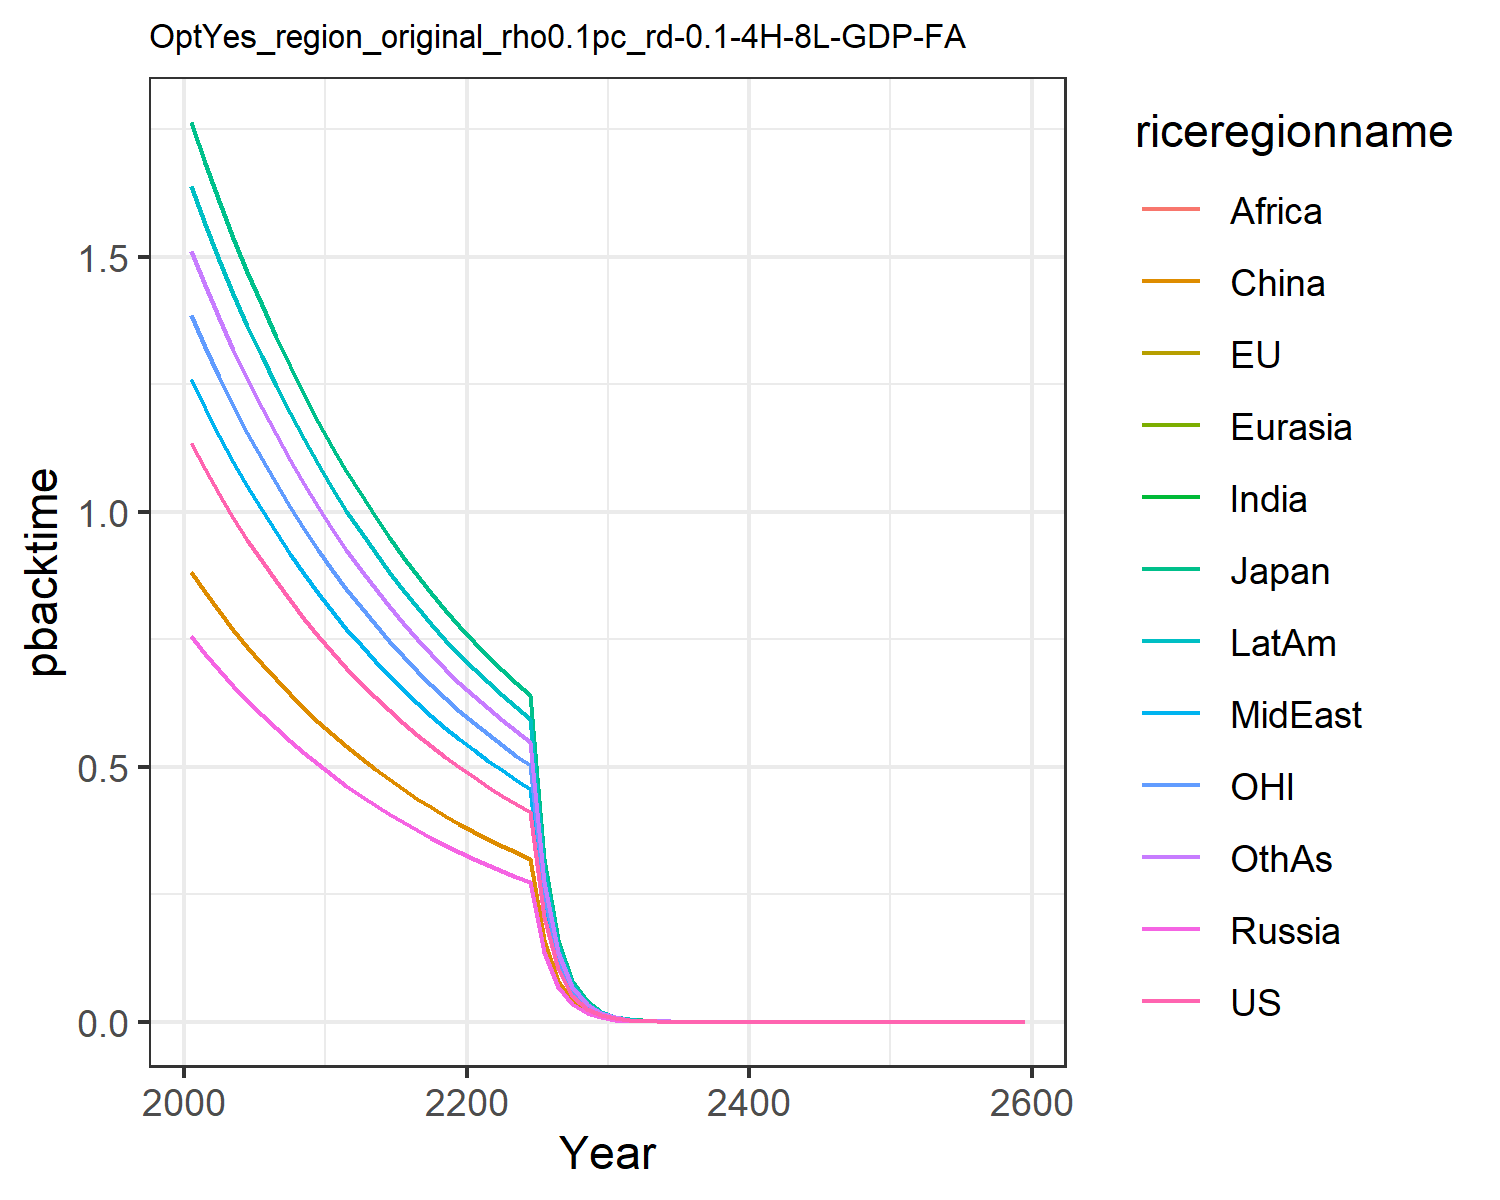 OptYes_region_original_rho0.1pc_rd-0.1-4H-8L-GDP-FA
riceregionname
Africa
China
EU
Eurasia
India
Japan
LatAm
MidEast
OHI
OthAs
Russia
US
pbacktime
1.5
1.0
0.5
0.0
2000
2200
2400
2600
Year